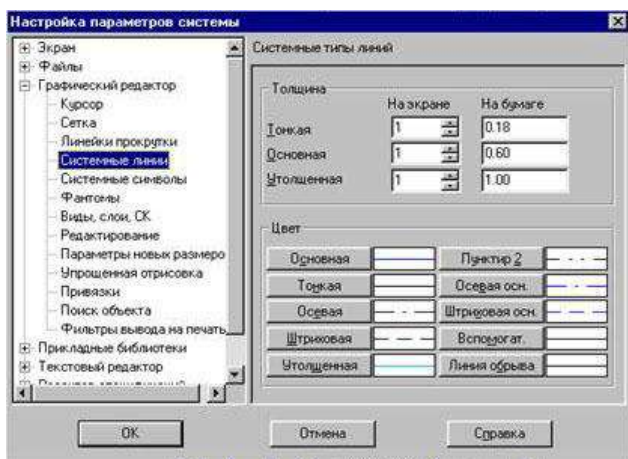 Настройка параметров системы
Экран
Файлы
Графический редактор
Курсор
Сетка
Линейки прокрутки
Системные линии
Системные символы
Фантомы
Виды, слои, СК
Редактирование
Параметры новых размеро
Упрощенная отрисовка
Привязки
Поиск объекта
Фильтры вывода на печать
Прикладные библиотеки
Текстовый редактор
Системные типы линий
Толщина
На экране На бумаге
Тонкая 1 0.18
Основная 1 0.60
Утолщенная 1 1.00
Цвет
Основная Пунктир 2
Тонкая Осевая осн.
Осевая Штриховая осн.
Штриховая Вспомогат.
Утолщенная Линия обрыва
OK Отмена Справка